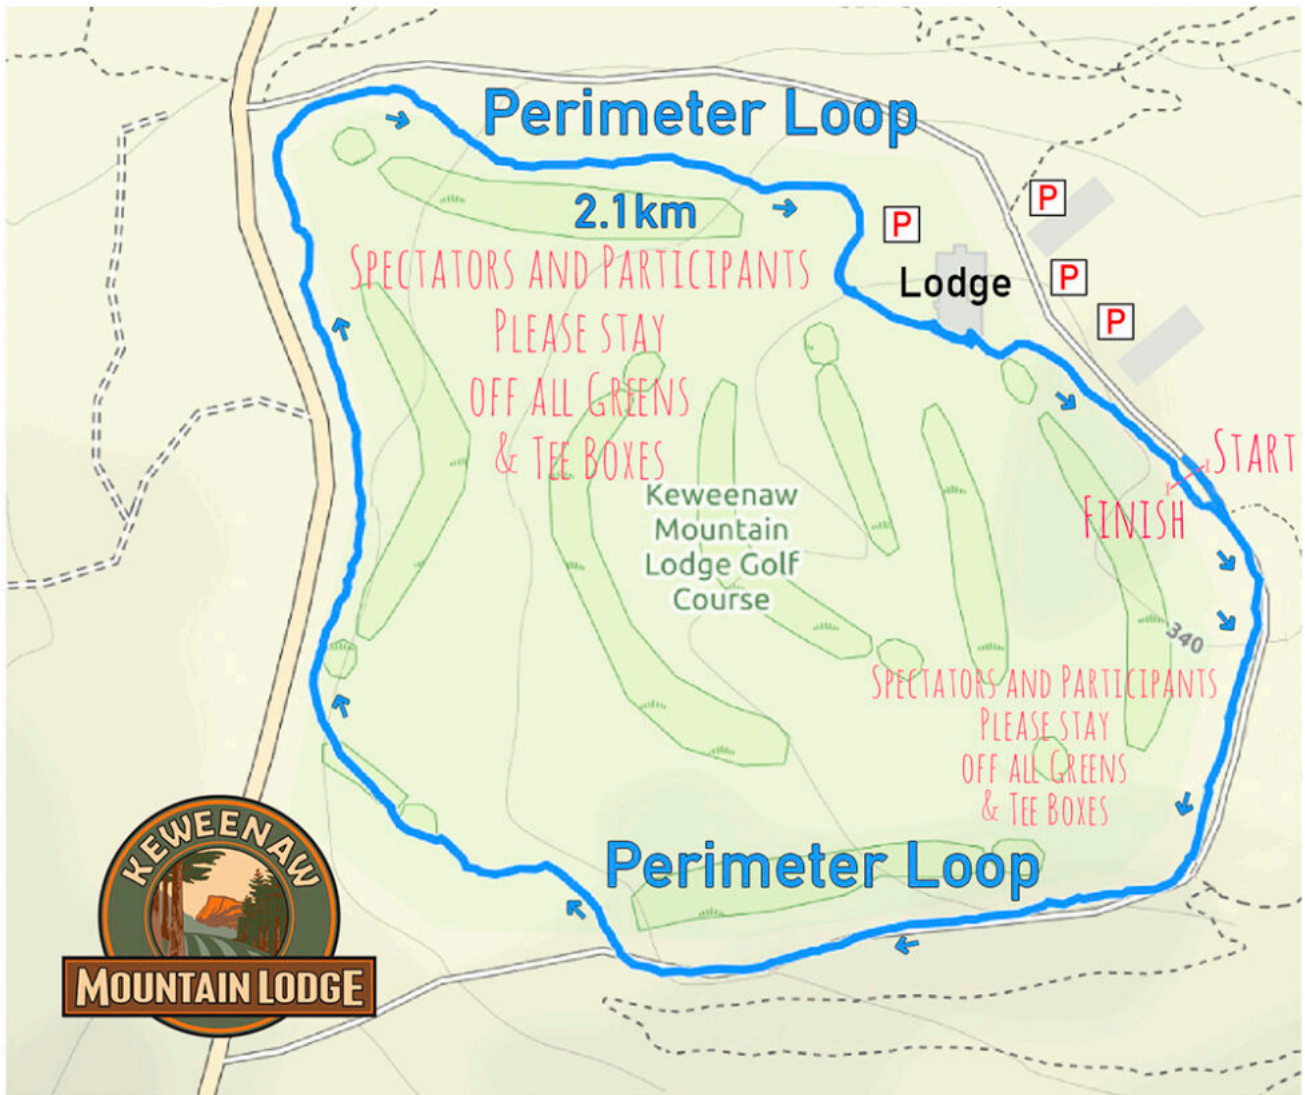 Perimeter Loop
2.1km
P
P
P
P
Lodge
SPECTATORS AND PARTICIPANTS
PLEASE STAY
OFF ALL GREENS
& TEE BOXES
START
FINISH
Keweenaw
Mountain
Lodge Golf
Course
340
SPECTATORS AND PARTICIPANTS
PLEASE STAY
OFF ALL GREENS
& TEE BOXES
Perimeter Loop
KEWEENAW
MOUNTAIN LODGE